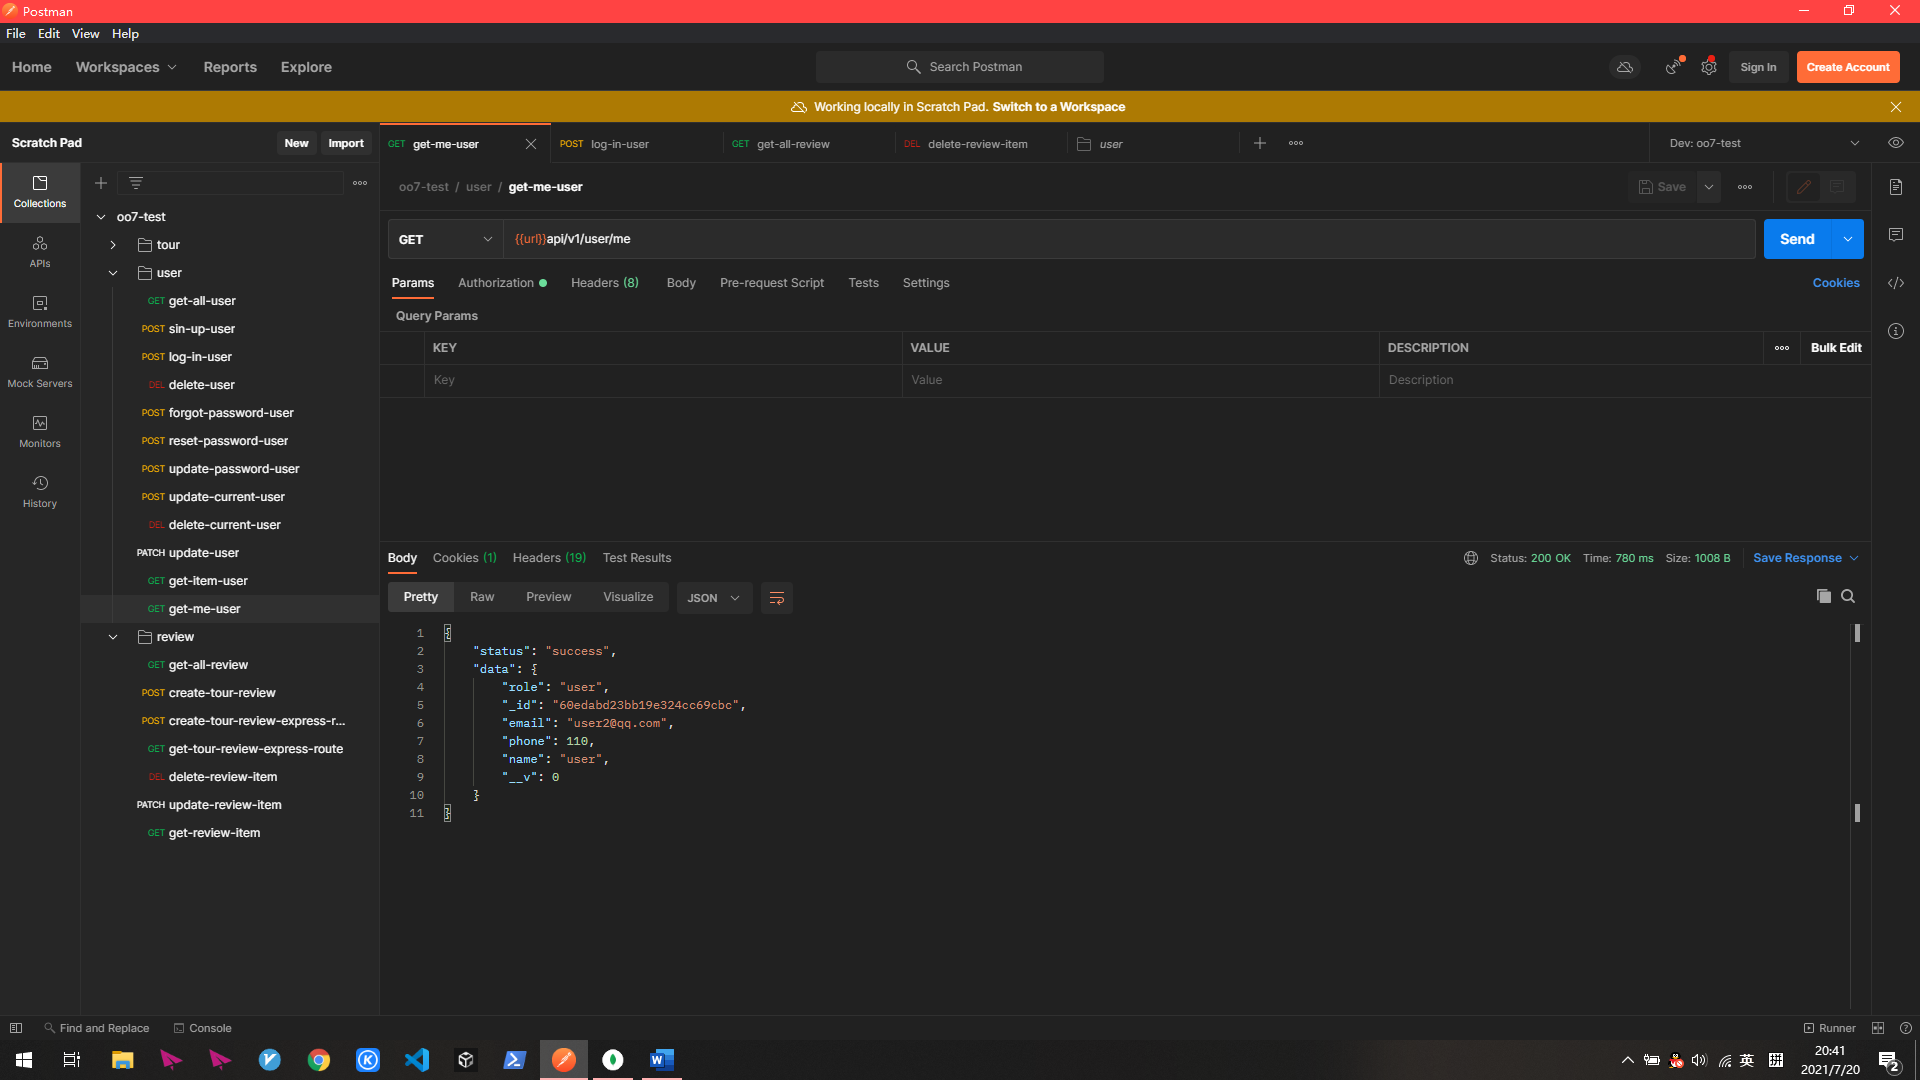 Postman
File Edit View Help
Home Workspaces Reports Explore
Search Postman
Sign In
Create Account
Working locally in Scratch Pad. Switch to a Workspace
Scratch Pad
New
Import
GET get-me-user
POST log-in-user
GET get-all-review
DEL delete-review-item
user
Dev: oo7-test
Collections
APIs
Environments
Mock Servers
Monitors
History
oo7-test
tour
user
GET get-all-user
POST sin-up-user
POST log-in-user
DEL delete-user
POST forgot-password-user
POST reset-password-user
POST update-password-user
POST update-current-user
DEL delete-current-user
PATCH update-user
GET get-item-user
GET get-me-user
review
GET get-all-review
POST create-tour-review
POST create-tour-review-express-r...
GET get-tour-review-express-route
DEL delete-review-item
PATCH update-review-item
GET get-review-item
oo7-test / user / get-me-user
Save
GET
{{url}}api/v1/user/me
Send
Params Authorization Headers (8) Body Pre-request Script Tests Settings
Cookies
Query Params
KEY VALUE DESCRIPTION
Bulk Edit
Key Value Description
Body Cookies (1) Headers (19) Test Results
Status: 200 OK Time: 780 ms Size: 1008 B
Save Response
Pretty Raw Preview Visualize JSON
1 {
2 "status": "success",
3 "data": {
4 "role": "user",
5 "_id": "60edabd23bb19e324cc69cbc",
6 "email": "user2@qq.com",
7 "phone": 110,
8 "name": "user",
9 "__v": 0
10 }
11 }
Find and Replace
Console
Runner
英
拼
20:41
2021/7/20
2